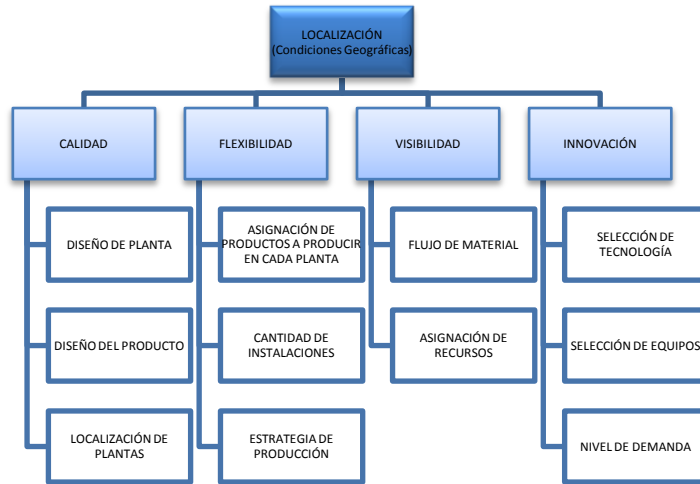 LOCALIZACIÓN
(Condiciones Geográficas)
CALIDAD
FLEXIBILIDAD
VISIBILIDAD
INNOVACIÓN
DISEÑO DE PLANTA
ASIGNACIÓN DE
PRODUCTOS A PRODUCIR
EN CADA PLANTA
FLUJO DE MATERIAL
SELECCIÓN DE
TECNOLOGÍA
DISEÑO DEL PRODUCTO
CANTIDAD DE
INSTALACIONES
ASIGNACIÓN DE
RECURSOS
SELECCIÓN DE EQUIPOS
LOCALIZACIÓN DE
PLANTAS
ESTRATEGIA DE
PRODUCCIÓN
NIVEL DE DEMANDA